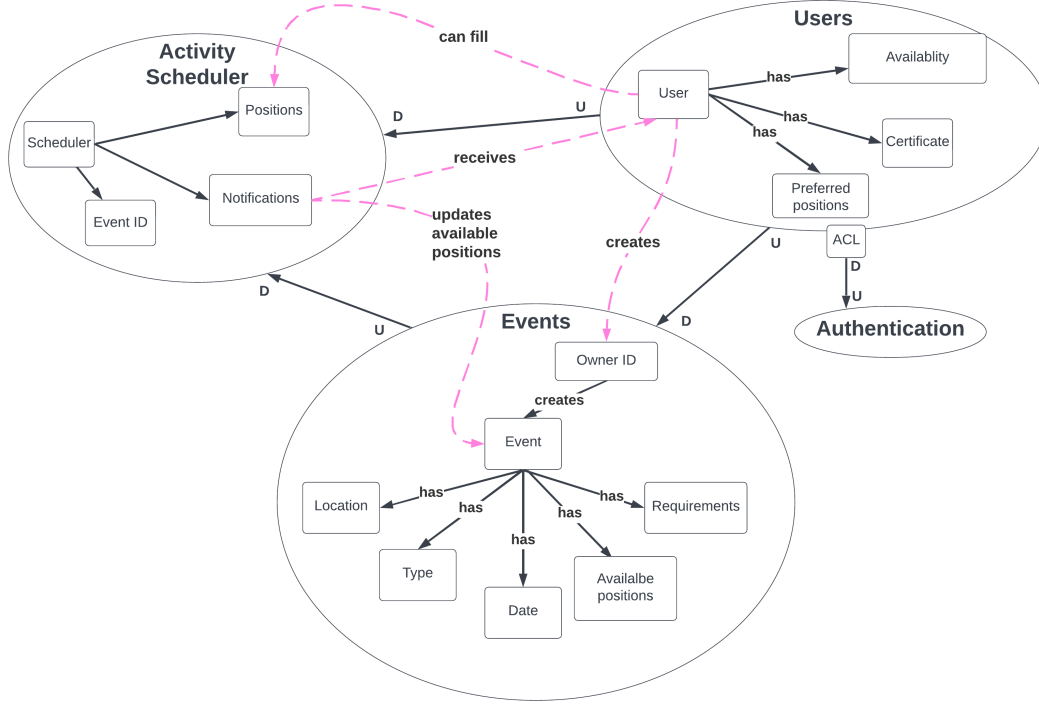 Activity
Scheduler
Scheduler
Positions
Notifications
Event ID
can fill
receives
updates
available
positions
D
U
D
U
Users
User
has
Availablity
has
Certificate
has
Preferred
positions
ACL
D
U
Authentication
U
D
creates
Events
Owner ID
creates
Event
has
Location
has
Type
has
Date
has
Availalbe
positions
has
Requirements